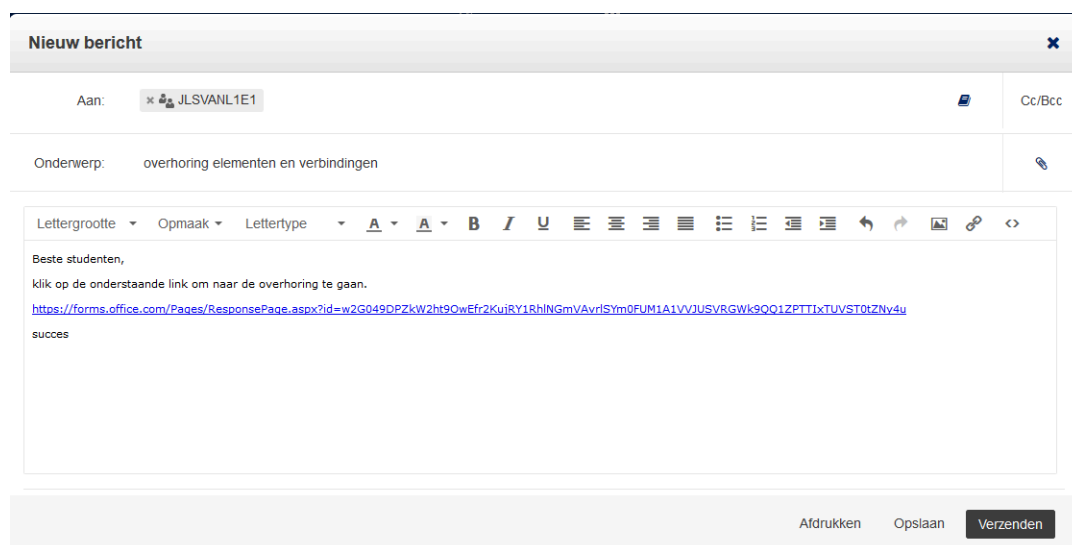 Nieuw bericht
Aan: JLSVANL1E1 Cc/Bcc
Onderwerp: overhoring elementen en verbindingen
Lettergrootte Opmaak Lettertype A A B I U
Beste studenten,
klik op de onderstaande link om naar de overhoring te gaan.
https://forms.office.com/Pages/ResponsePage.aspx?id=w2G049DPZkW2ht9OwEfr2KujRY1RhlNGmVAvrlSYm0FUM1A1VVJUSVRGWk9QQ1ZPTTIxTUVST0tZNy4u
succes
Afdrukken Opslaan Verzenden